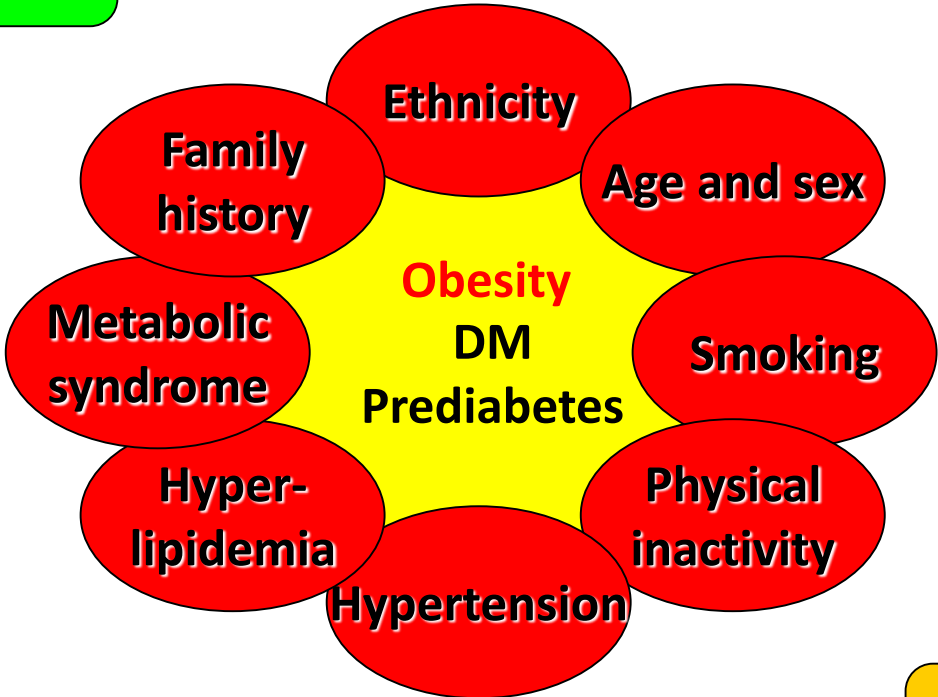 Ethnicity
Family
history
Age and sex
Obesity
DM
Prediabetes
Metabolic
syndrome
Smoking
Hyper-
lipidemia
Physical
inactivity
Hypertension